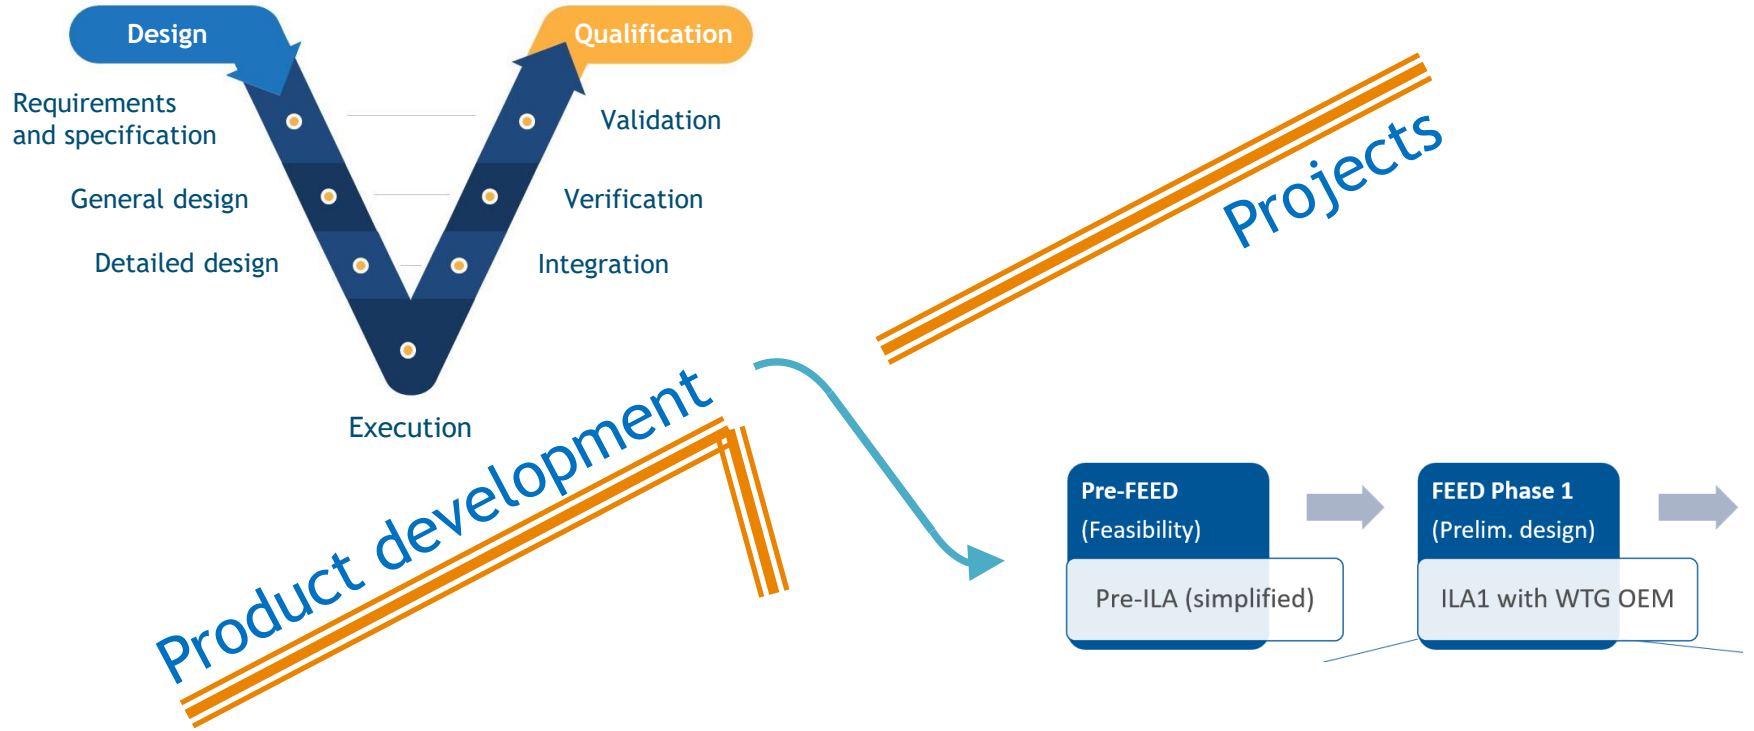 Design
Qualification
Requirements
and specification
General design
Detailed design
Validation
Verification
Integration
Execution
Product development
Projects
Pre-FEED
(Feasibility)
Pre-ILA (simplified)
FEED Phase 1
(Prelim. design)
ILA1 with WTG OEM